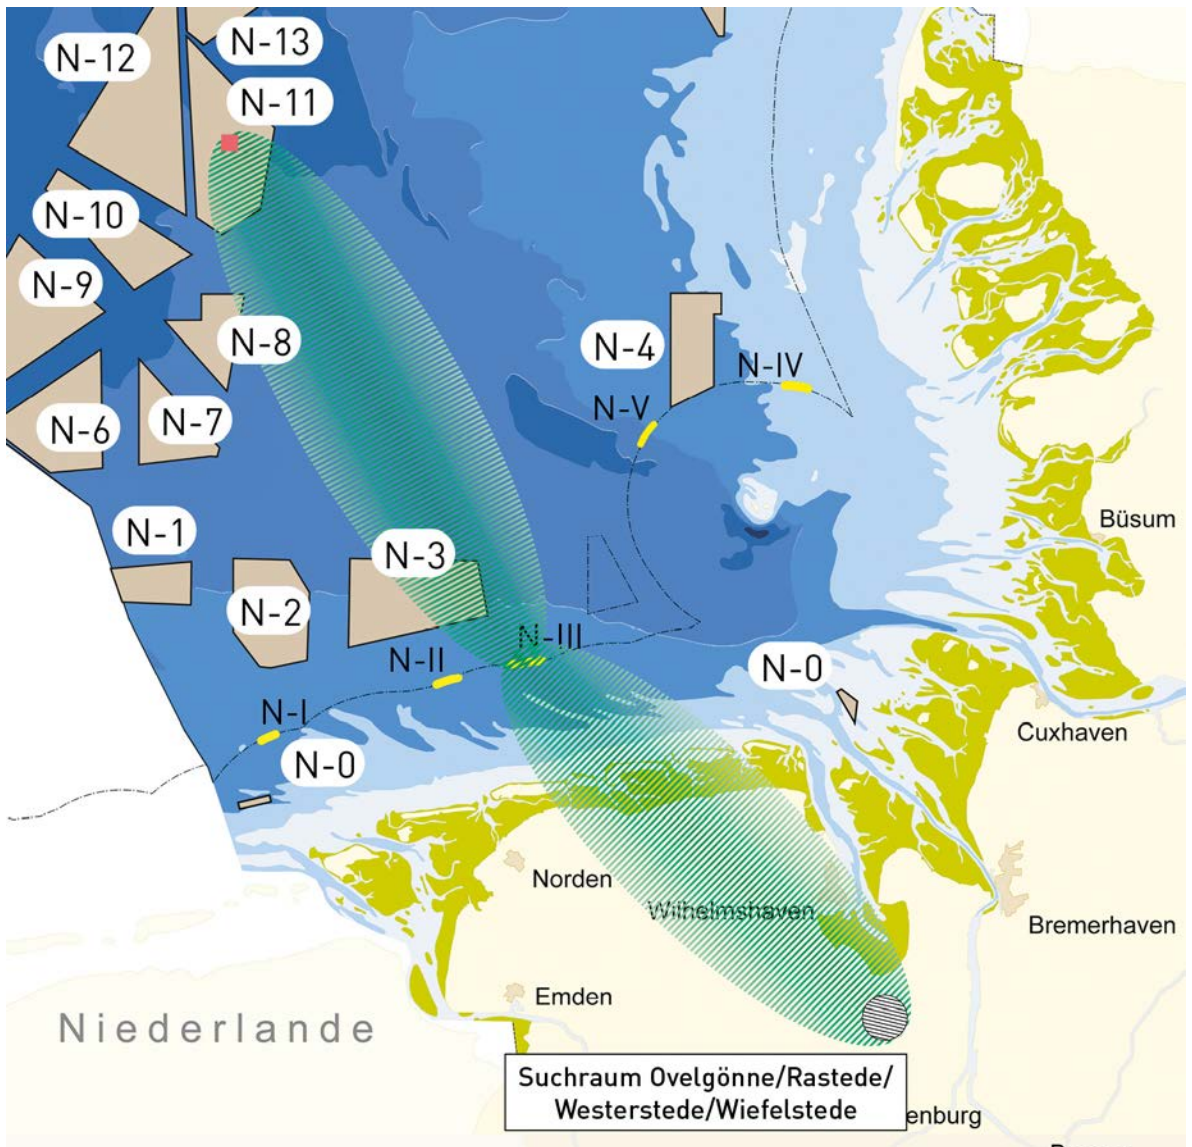 N-13
N-12
N-11
N-10
N-9
N-8
N-4
N-IV
N-V
N-6
N-7
N-1
Büsum
N-3
N-2
N-III
N-II
N-0
N-I
Cuxhaven
N-0
Norden
Wilhelmshaven
Bremerhaven
Emden
Niederlande
Suchraum Ovelgönne/Rastede/
Westerstede/Wiefelstede
enburg